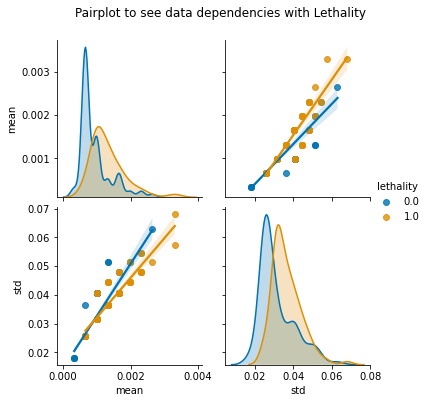 Pairplot to see data dependencies with Lethality
0.003
0.002
0.001
mean
lethality
0.0
1.0
0.07
0.06
0.05
0.04
0.03
0.02
std
0.000 0.002 0.004
mean
0.02 0.04 0.06 0.08
std